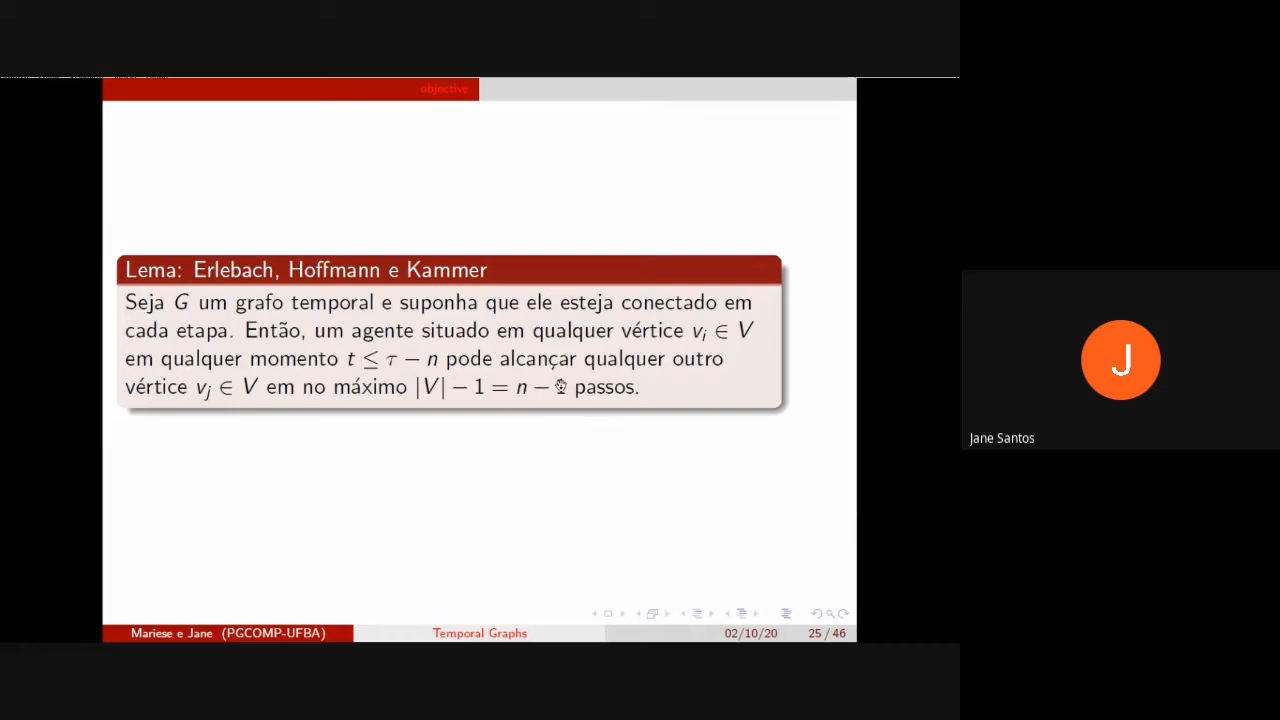 objective
Lema: Erlebach, Hoffmann e Kammer
Seja G um grafo temporal e suponha que ele esteja conectado em
cada etapa. Então, um agente situado em qualquer vértice vᵢ ∈ V
em qualquer momento t ≤ τ − n pode alcançar qualquer outro
vértice vⱼ ∈ V em no máximo |V| − 1 = n − passos.
J
Jane Santos
Mariese e Jane (PGCOMP-UFBA) Temporal Graphs 02/10/20 25 / 46